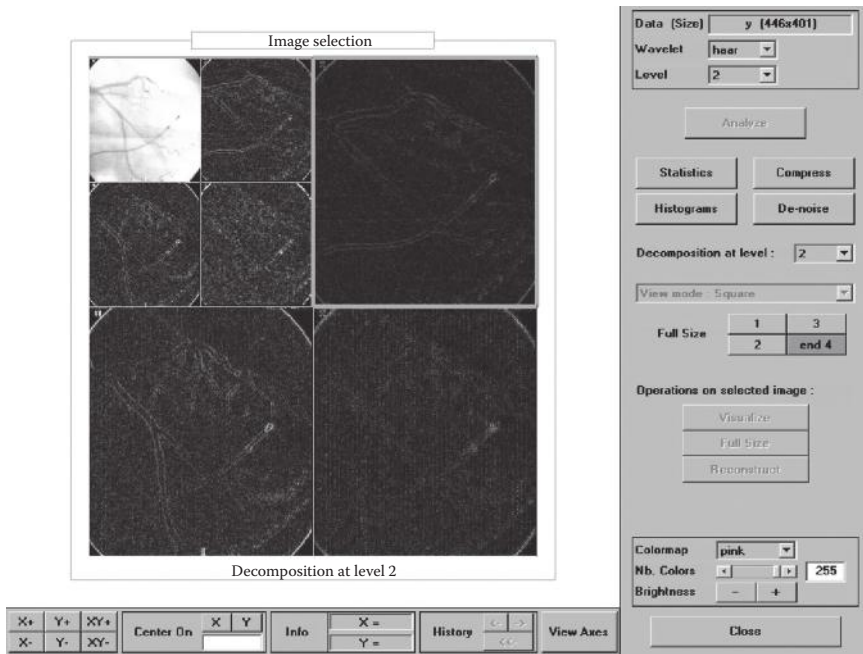 Image selection
Decomposition at level 2
Data (Size) y (446x401)
Wavelet haar
Level 2
Analyze
Statistics Compress
Histograms De-noise
Decomposition at level : 2
View mode : Square
Full Size 1 3
2 end 4
Operations on selected image :
Visualize
Full Size
Reconstruct
Colormap pink
Nb. Colors 255
Brightness - +
X+ Y+ XY+
X- Y- XY-
Center On X Y
Info X =
Y =
History <- ->
<<-
View Axes
Close